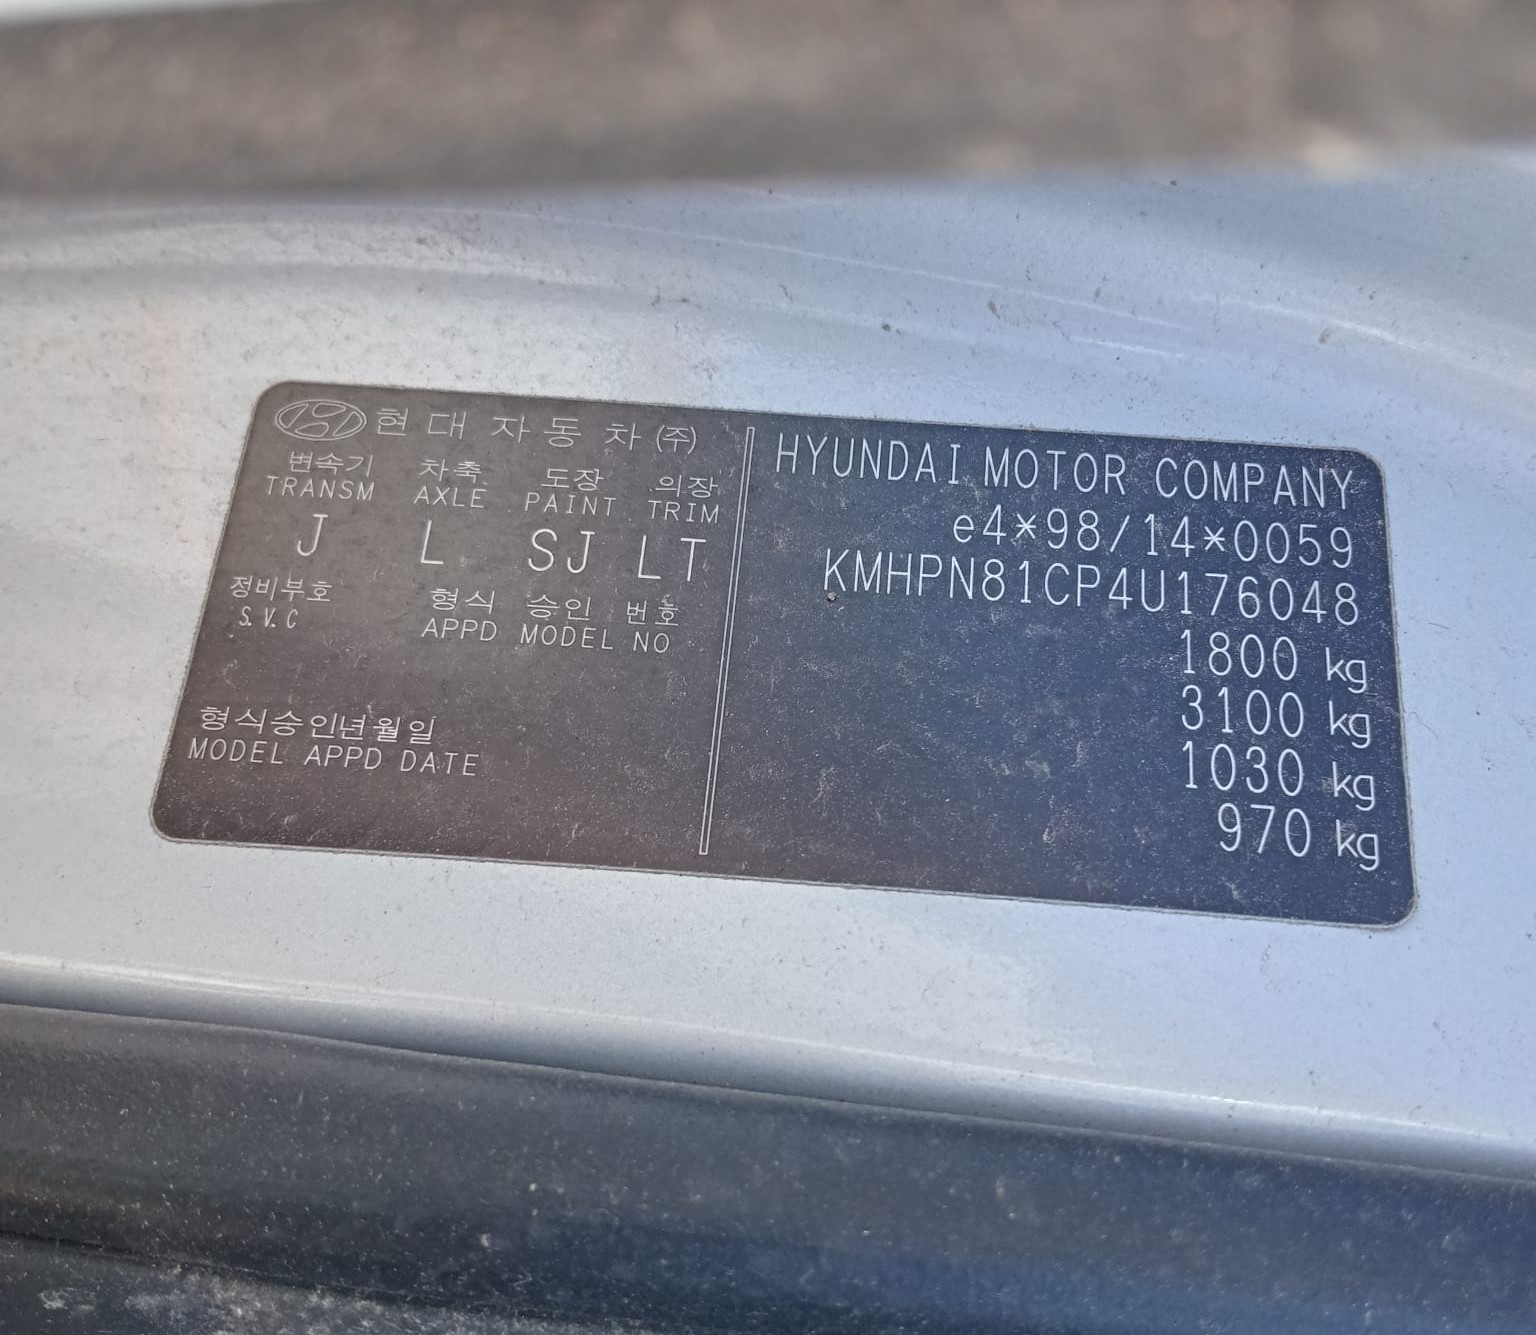 현대자동차(주)
변속기 차축 도장 의장
TRANSM AXLE PAINT TRIM
J L SJ LT
정비부호 형식 승인 번호
S.V.C APPD MODEL NO
형식승인년월일
MODEL APPD DATE
HYUNDAI MOTOR COMPANY
e4*98/14*0059
KMHPN81CP4U176048
1800 kg
3100 kg
1030 kg
970 kg